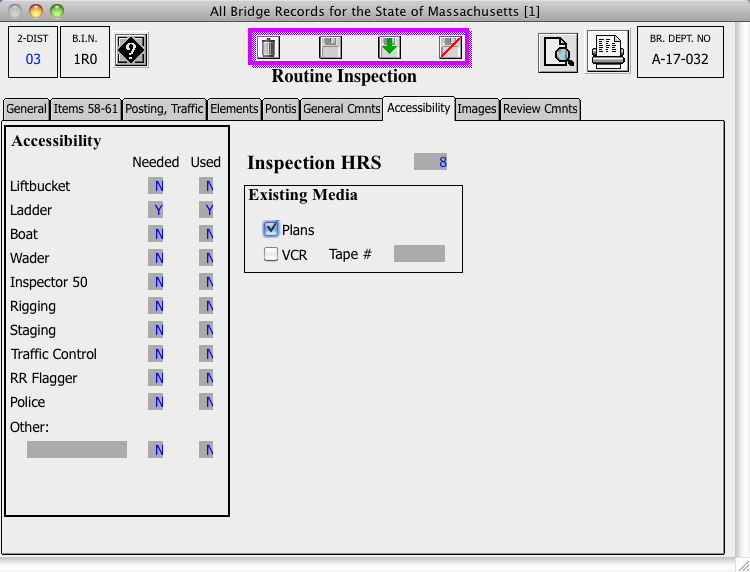 All Bridge Records for the State of Massachusetts [1]
2-DIST
03
B.I.N.
1R0
?
Routine Inspection
BR. DEPT. NO
A-17-032
General Items 58-61 Posting, Traffic Elements Pontis General Cmnts Accessibility Images Review Cmnts
Accessibility
Needed Used
Liftbucket N N
Ladder Y Y
Boat N N
Wader N N
Inspector 50 N N
Rigging N N
Staging N N
Traffic Control N N
RR Flagger N N
Police N N
Other:
N N
Inspection HRS 8
Existing Media
Plans
VCR Tape #